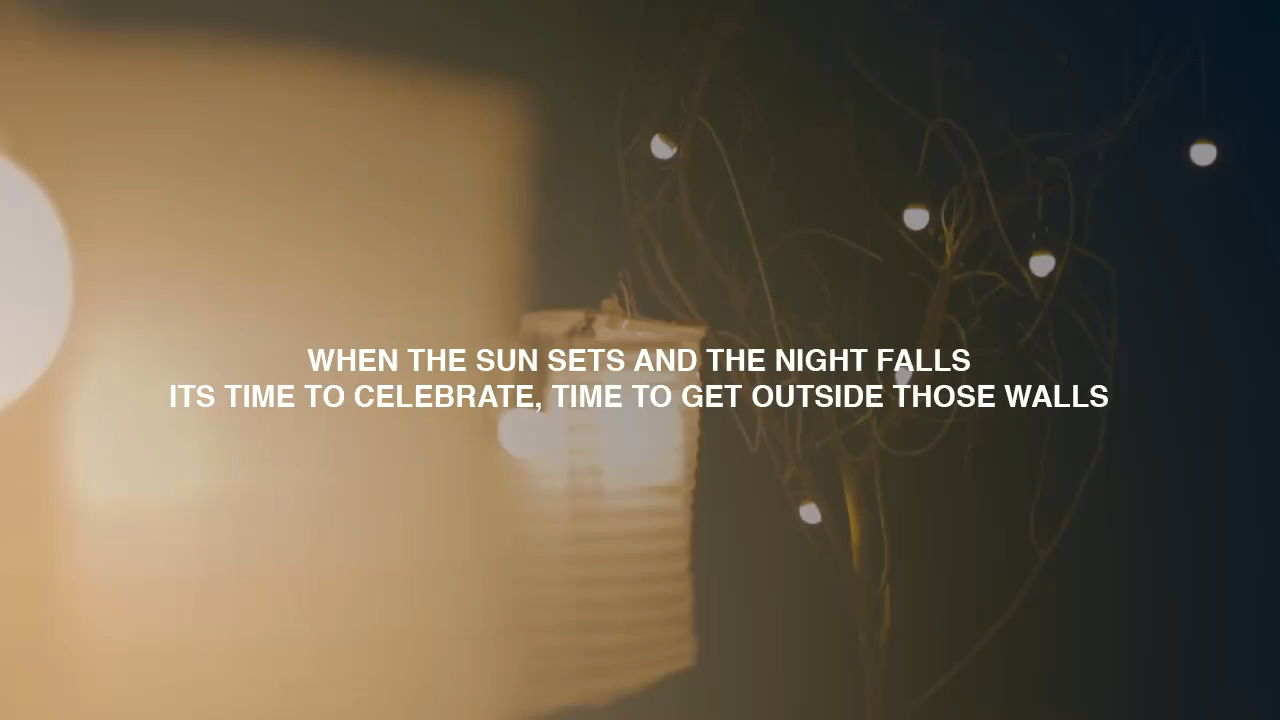 WHEN THE SUN SETS AND THE NIGHT FALLS
ITS TIME TO CELEBRATE, TIME TO GET OUTSIDE THOSE WALLS